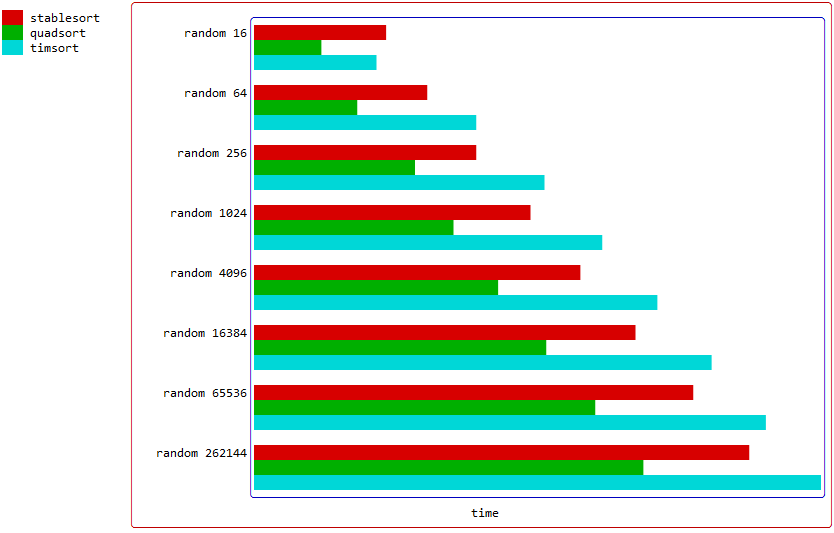 stablesort
quadsort
timsort
random 16
random 64
random 256
random 1024
random 4096
random 16384
random 65536
random 262144
time